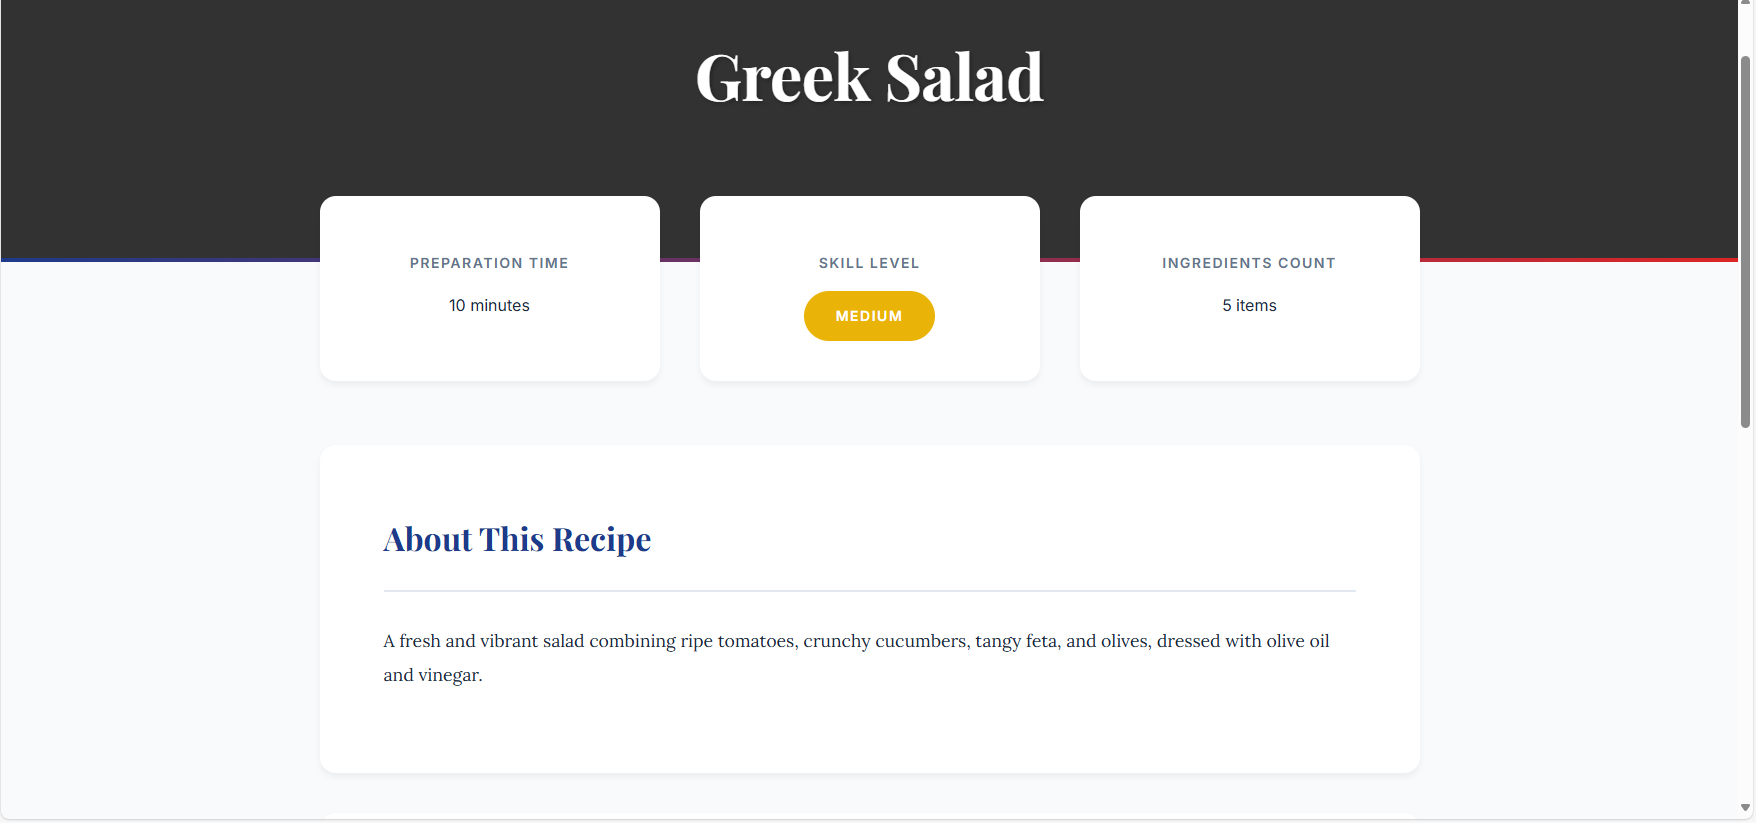 Greek Salad
PREPARATION TIME
10 minutes
SKILL LEVEL
MEDIUM
INGREDIENTS COUNT
5 items
About This Recipe
A fresh and vibrant salad combining ripe tomatoes, crunchy cucumbers, tangy feta, and olives, dressed with olive oil
and vinegar.